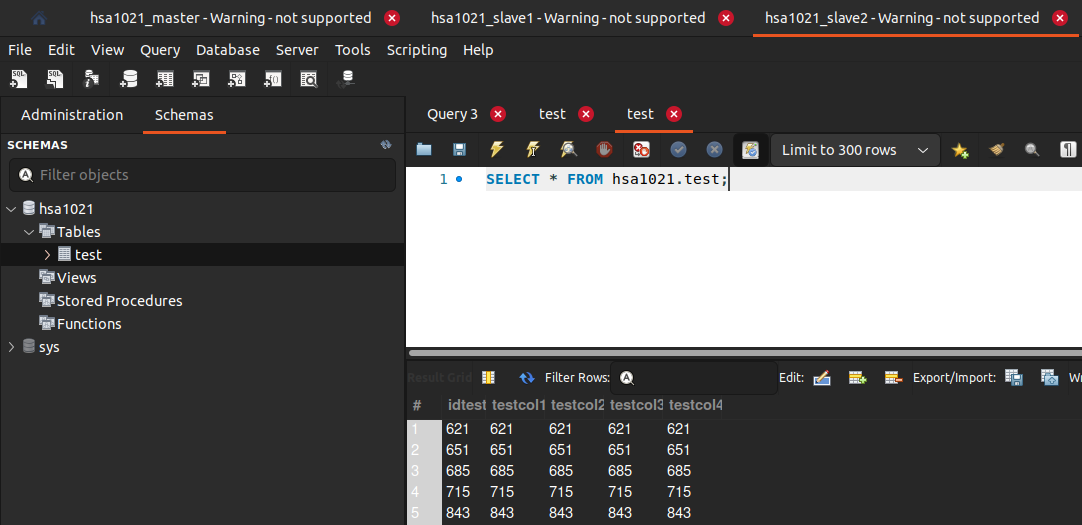 hsa1021_master - Warning - not supported hsa1021_slave1 - Warning - not supported hsa1021_slave2 - Warning - not supported
File Edit View Query Database Server Tools Scripting Help
Administration Schemas
Query 3 test test
SCHEMAS
Limit to 300 rows
Filter objects
1 SELECT * FROM hsa1021.test;
hsa1021
Tables
test
Views
Stored Procedures
Functions
sys
Result Grid Filter Rows: Edit: Export/Import: Wr
# idtest testcol1 testcol2 testcol3 testcol4
1 621 621 621 621 621
2 651 651 651 651 651
3 685 685 685 685 685
4 715 715 715 715 715
5 843 843 843 843 843